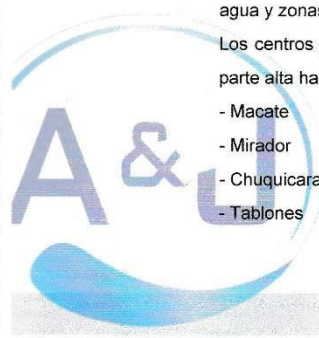 agua y zonas
Los centros
parte alta ha
- Macate
- Mirador
- Chuquicara
- Tablones
A&J